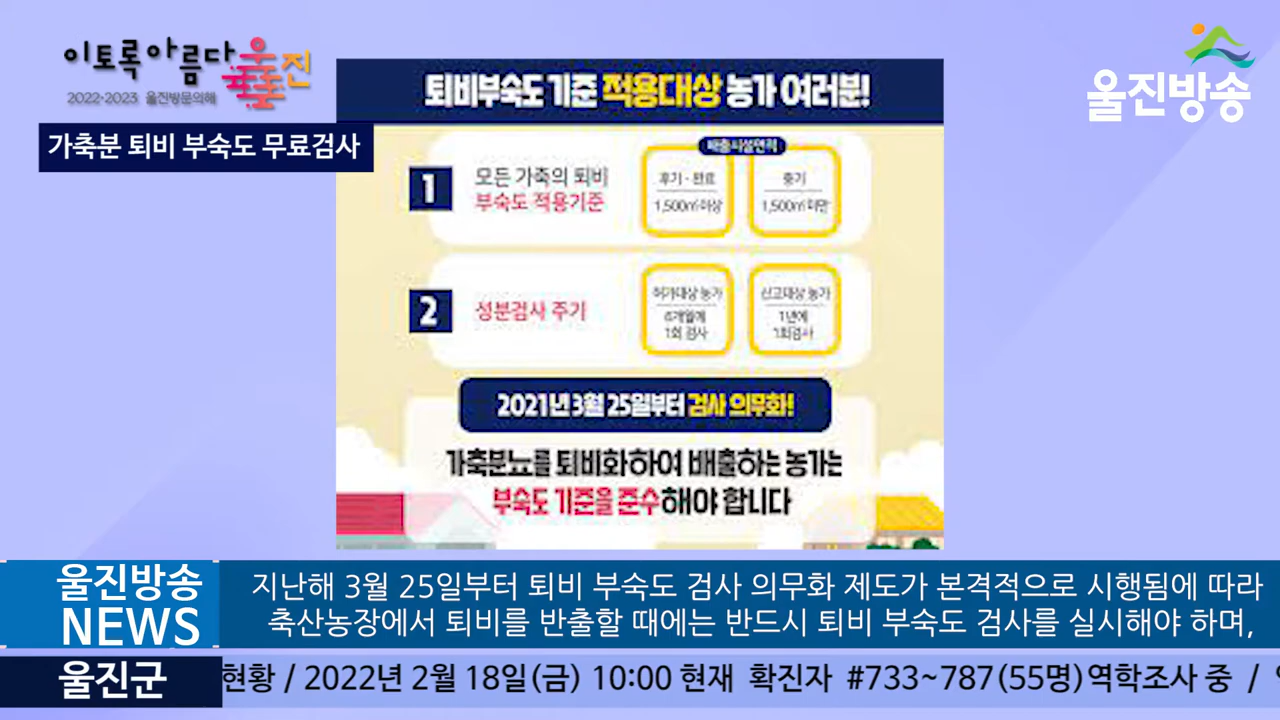 이토록 아름다울진
2022·2023 울진방문의해
울진방송
가축분 퇴비 부숙도 무료검사
퇴비부숙도 기준 적용대상 농가 여러분!
배출시설면적
1
모든 가축의 퇴비
부숙도 적용기준
후기·완료
1,500㎡이상
중기
1,500㎡미만
2
성분검사 주기
허가대상 농가
6개월에
1회 검사
신고대상 농가
1년에
1회검사
2021년 3월 25일부터 검사 의무화!
가축분뇨를 퇴비화하여 배출하는 농가는
부숙도 기준을 준수해야 합니다
울진방송
NEWS
지난해 3월 25일부터 퇴비 부숙도 검사 의무화 제도가 본격적으로 시행됨에 따라
축산농장에서 퇴비를 반출할 때에는 반드시 퇴비 부숙도 검사를 실시해야 하며,
울진군
현황 / 2022년 2월 18일(금) 10:00 현재 확진자 #733~787(55명)역학조사 중 /